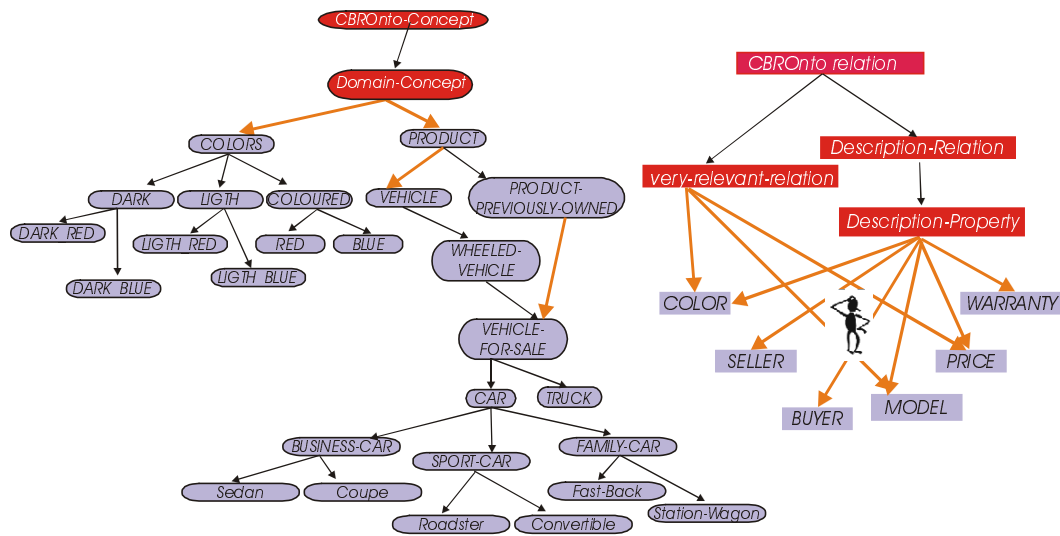 CBROnto-Concept
Domain-Concept
COLORS
PRODUCT
DARK
LIGTH
COLOURED
VEHICLE
PRODUCT-
PREVIOUSLY-OWNED
DARK RED
LIGTH RED
RED
BLUE
WHEELED-
VEHICLE
DARK BLUE
LIGTH BLUE
VEHICLE-
FOR-SALE
CAR
TRUCK
BUSINESS-CAR
SPORT-CAR
FAMILY-CAR
Sedan
Coupe
Fast-Back
Roadster
Convertible
Station-Wagon
CBROnto relation
Description-Relation
very-relevant-relation
Description-Property
COLOR
WARRANTY
SELLER
PRICE
BUYER
MODEL